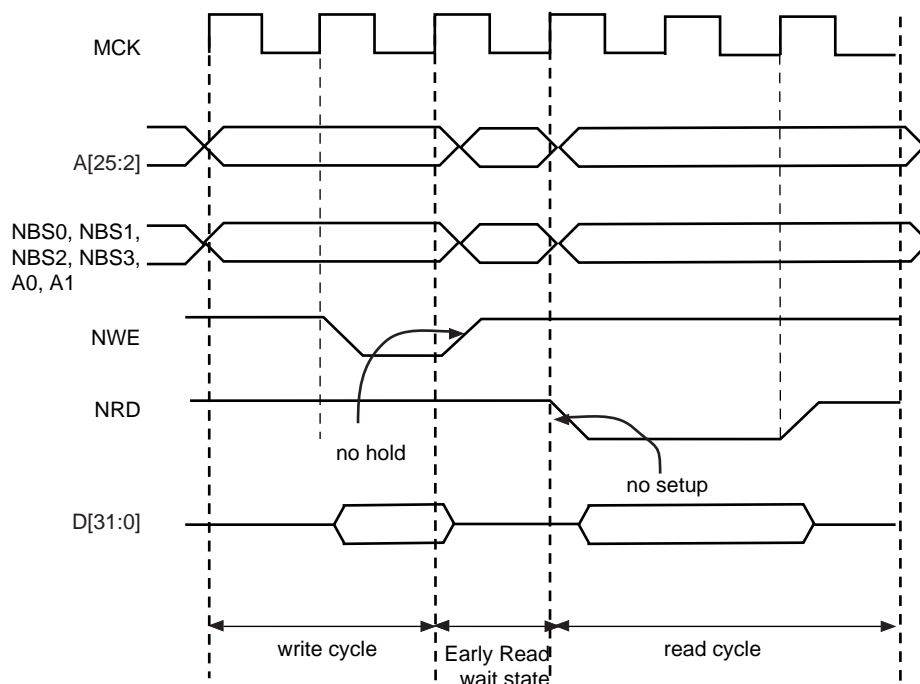 MCK
A[25:2]
NBS0, NBS1,
NBS2, NBS3,
A0, A1
NWE
NRD
no hold
no setup
D[31:0]
write cycle
Early Read
wait state
read cycle